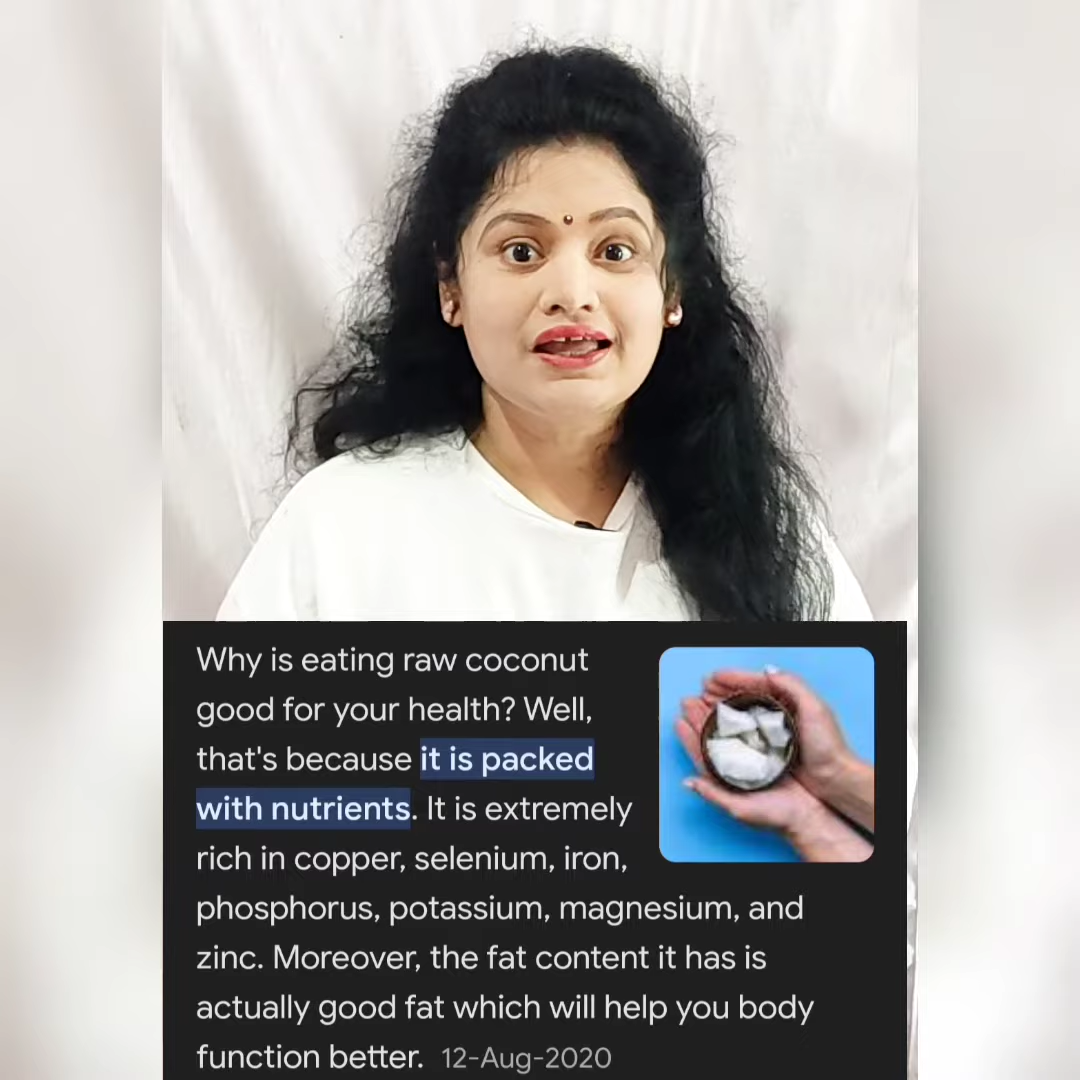 Why is eating raw coconut
good for your health? Well,
that's because it is packed
with nutrients. It is extremely
rich in copper, selenium, iron,
phosphorus, potassium, magnesium, and
zinc. Moreover, the fat content it has is
actually good fat which will help you body
function better. 12-Aug-2020